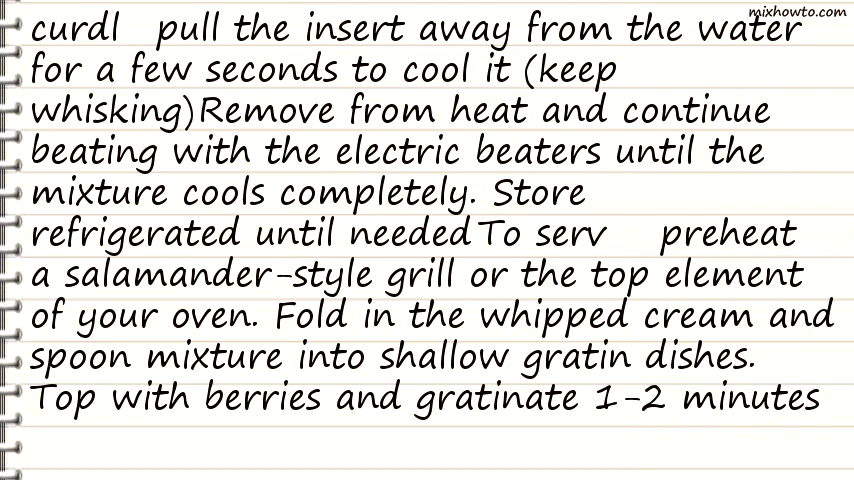 mixhowto.com
curdl pull the insert away from the water
for a few seconds to cool it (keep
whisking)Remove from heat and continue
beating with the electric beaters until the
mixture cools completely. Store
refrigerated until neededTo serv preheat
a salamander-style grill or the top element
of your oven. Fold in the whipped cream and
spoon mixture into shallow gratin dishes.
Top with berries and gratinate 1-2 minutes